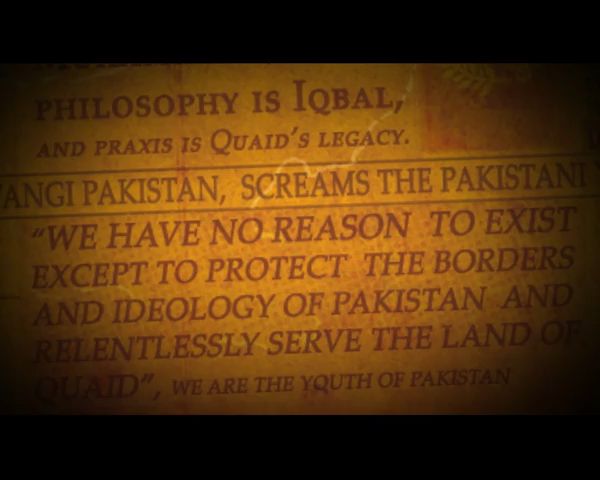 PHILOSOPHY IS IQBAL,
AND PRAXIS IS QUAID'S LEGACY.
ANGI PAKISTAN, SCREAMS THE PAKISTANI
"WE HAVE NO REASON TO EXIST
EXCEPT TO PROTECT THE BORDERS
AND IDEOLOGY OF PAKISTAN AND
RELENTLESSLY SERVE THE LAND OF
QUAID", WE ARE THE YOUTH OF PAKISTAN